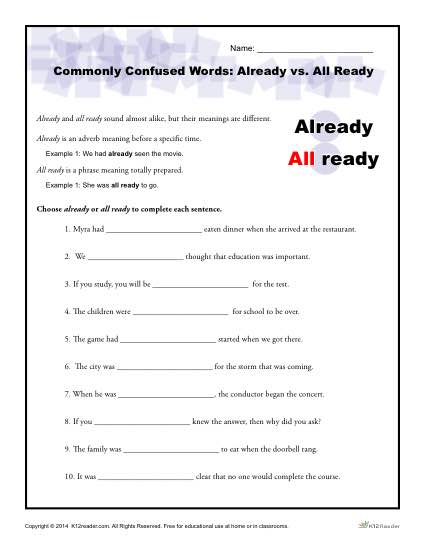 Name: ____________________________
Commonly Confused Words: Already vs. All Ready
Already and all ready sound almost alike, but their meanings are different.
Already is an adverb meaning before a specific time.
Example 1: We had already seen the movie.
All ready is a phrase meaning totally prepared.
Example 1: She was all ready to go.
Already
All ready
Choose already or all ready to complete each sentence.
1. Myra had ______________________ eaten dinner when she arrived at the restaurant.
2. We ______________________ thought that education was important.
3. If you study, you will be ______________________ for the test.
4. The children were ______________________ for school to be over.
5. The game had ______________________ started when we got there.
6. The city was ______________________ for the storm that was coming.
7. When he was ______________________, the conductor began the concert.
8. If you ______________________ knew the answer, then why did you ask?
9. The family was ______________________ to eat when the doorbell rang.
10. It was ______________________ clear that no one would complete the course.
Copyright © 2014 K12reader.com. All Rights Reserved. Free for educational use at home or in classrooms.
K12READER